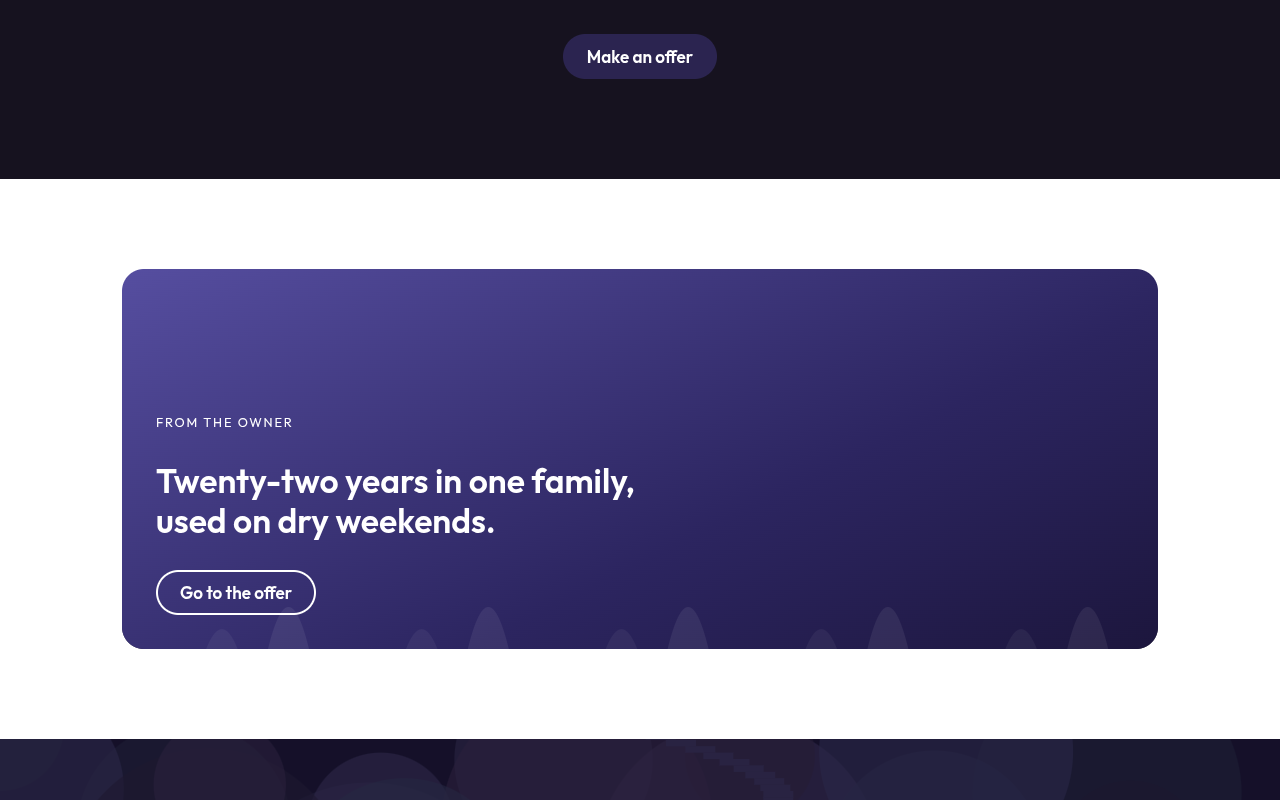 Make an offer
FROM THE OWNER
Twenty-two years in one family,
used on dry weekends.
Go to the offer